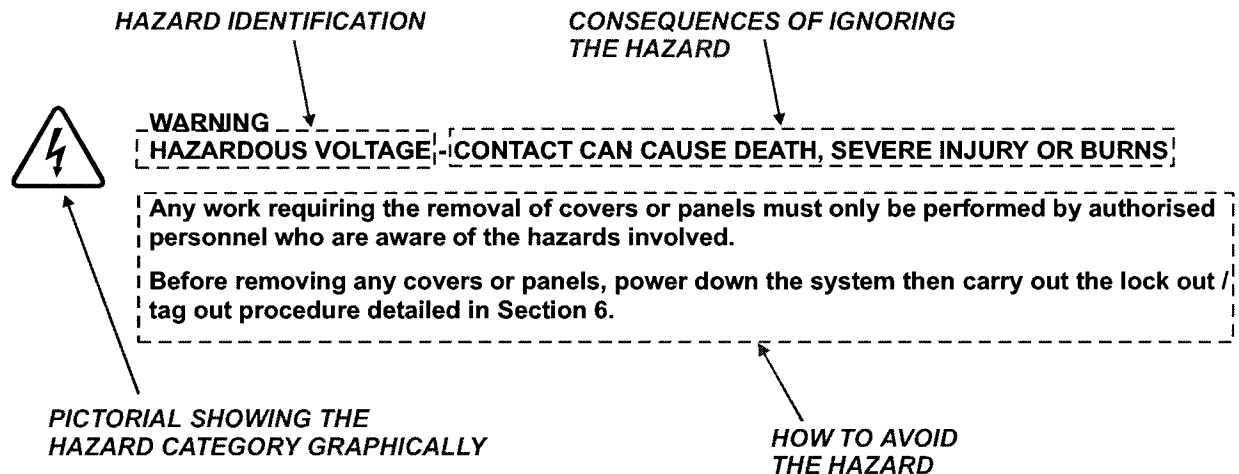 HAZARD IDENTIFICATION
CONSEQUENCES OF IGNORING
THE HAZARD
WARNING
HAZARDOUS VOLTAGE - CONTACT CAN CAUSE DEATH, SEVERE INJURY OR BURNS
Any work requiring the removal of covers or panels must only be performed by authorised
personnel who are aware of the hazards involved.
Before removing any covers or panels, power down the system then carry out the lock out /
tag out procedure detailed in Section 6.
PICTORIAL SHOWING THE
HAZARD CATEGORY GRAPHICALLY
HOW TO AVOID
THE HAZARD